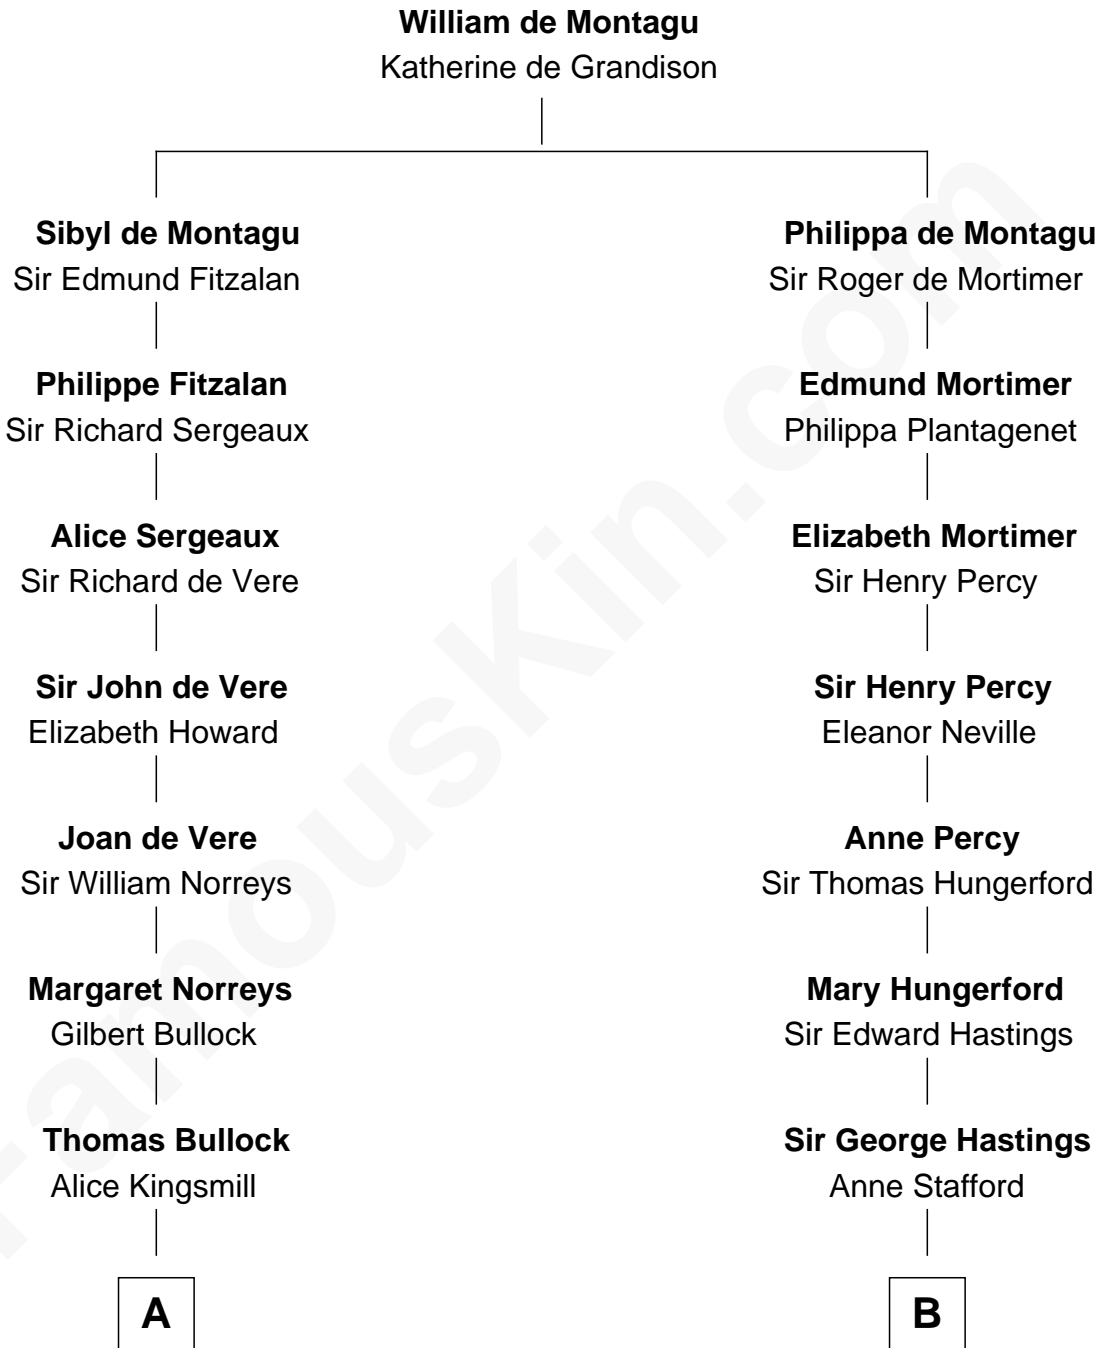 William de Montagu
Katherine de Grandison
Sibyl de Montagu
Sir Edmund Fitzalan
Philippa de Montagu
Sir Roger de Mortimer
Philippe Fitzalan
Sir Richard Sergeaux
Edmund Mortimer
Philippa Plantagenet
Alice Sergeaux
Sir Richard de Vere
Elizabeth Mortimer
Sir Henry Percy
Sir John de Vere
Elizabeth Howard
Sir Henry Percy
Eleanor Neville
Joan de Vere
Sir William Norreys
Anne Percy
Sir Thomas Hungerford
Margaret Norreys
Gilbert Bullock
Mary Hungerford
Sir Edward Hastings
Thomas Bullock
Alice Kingsmill
Sir George Hastings
Anne Stafford
A
B
FamousKin.com